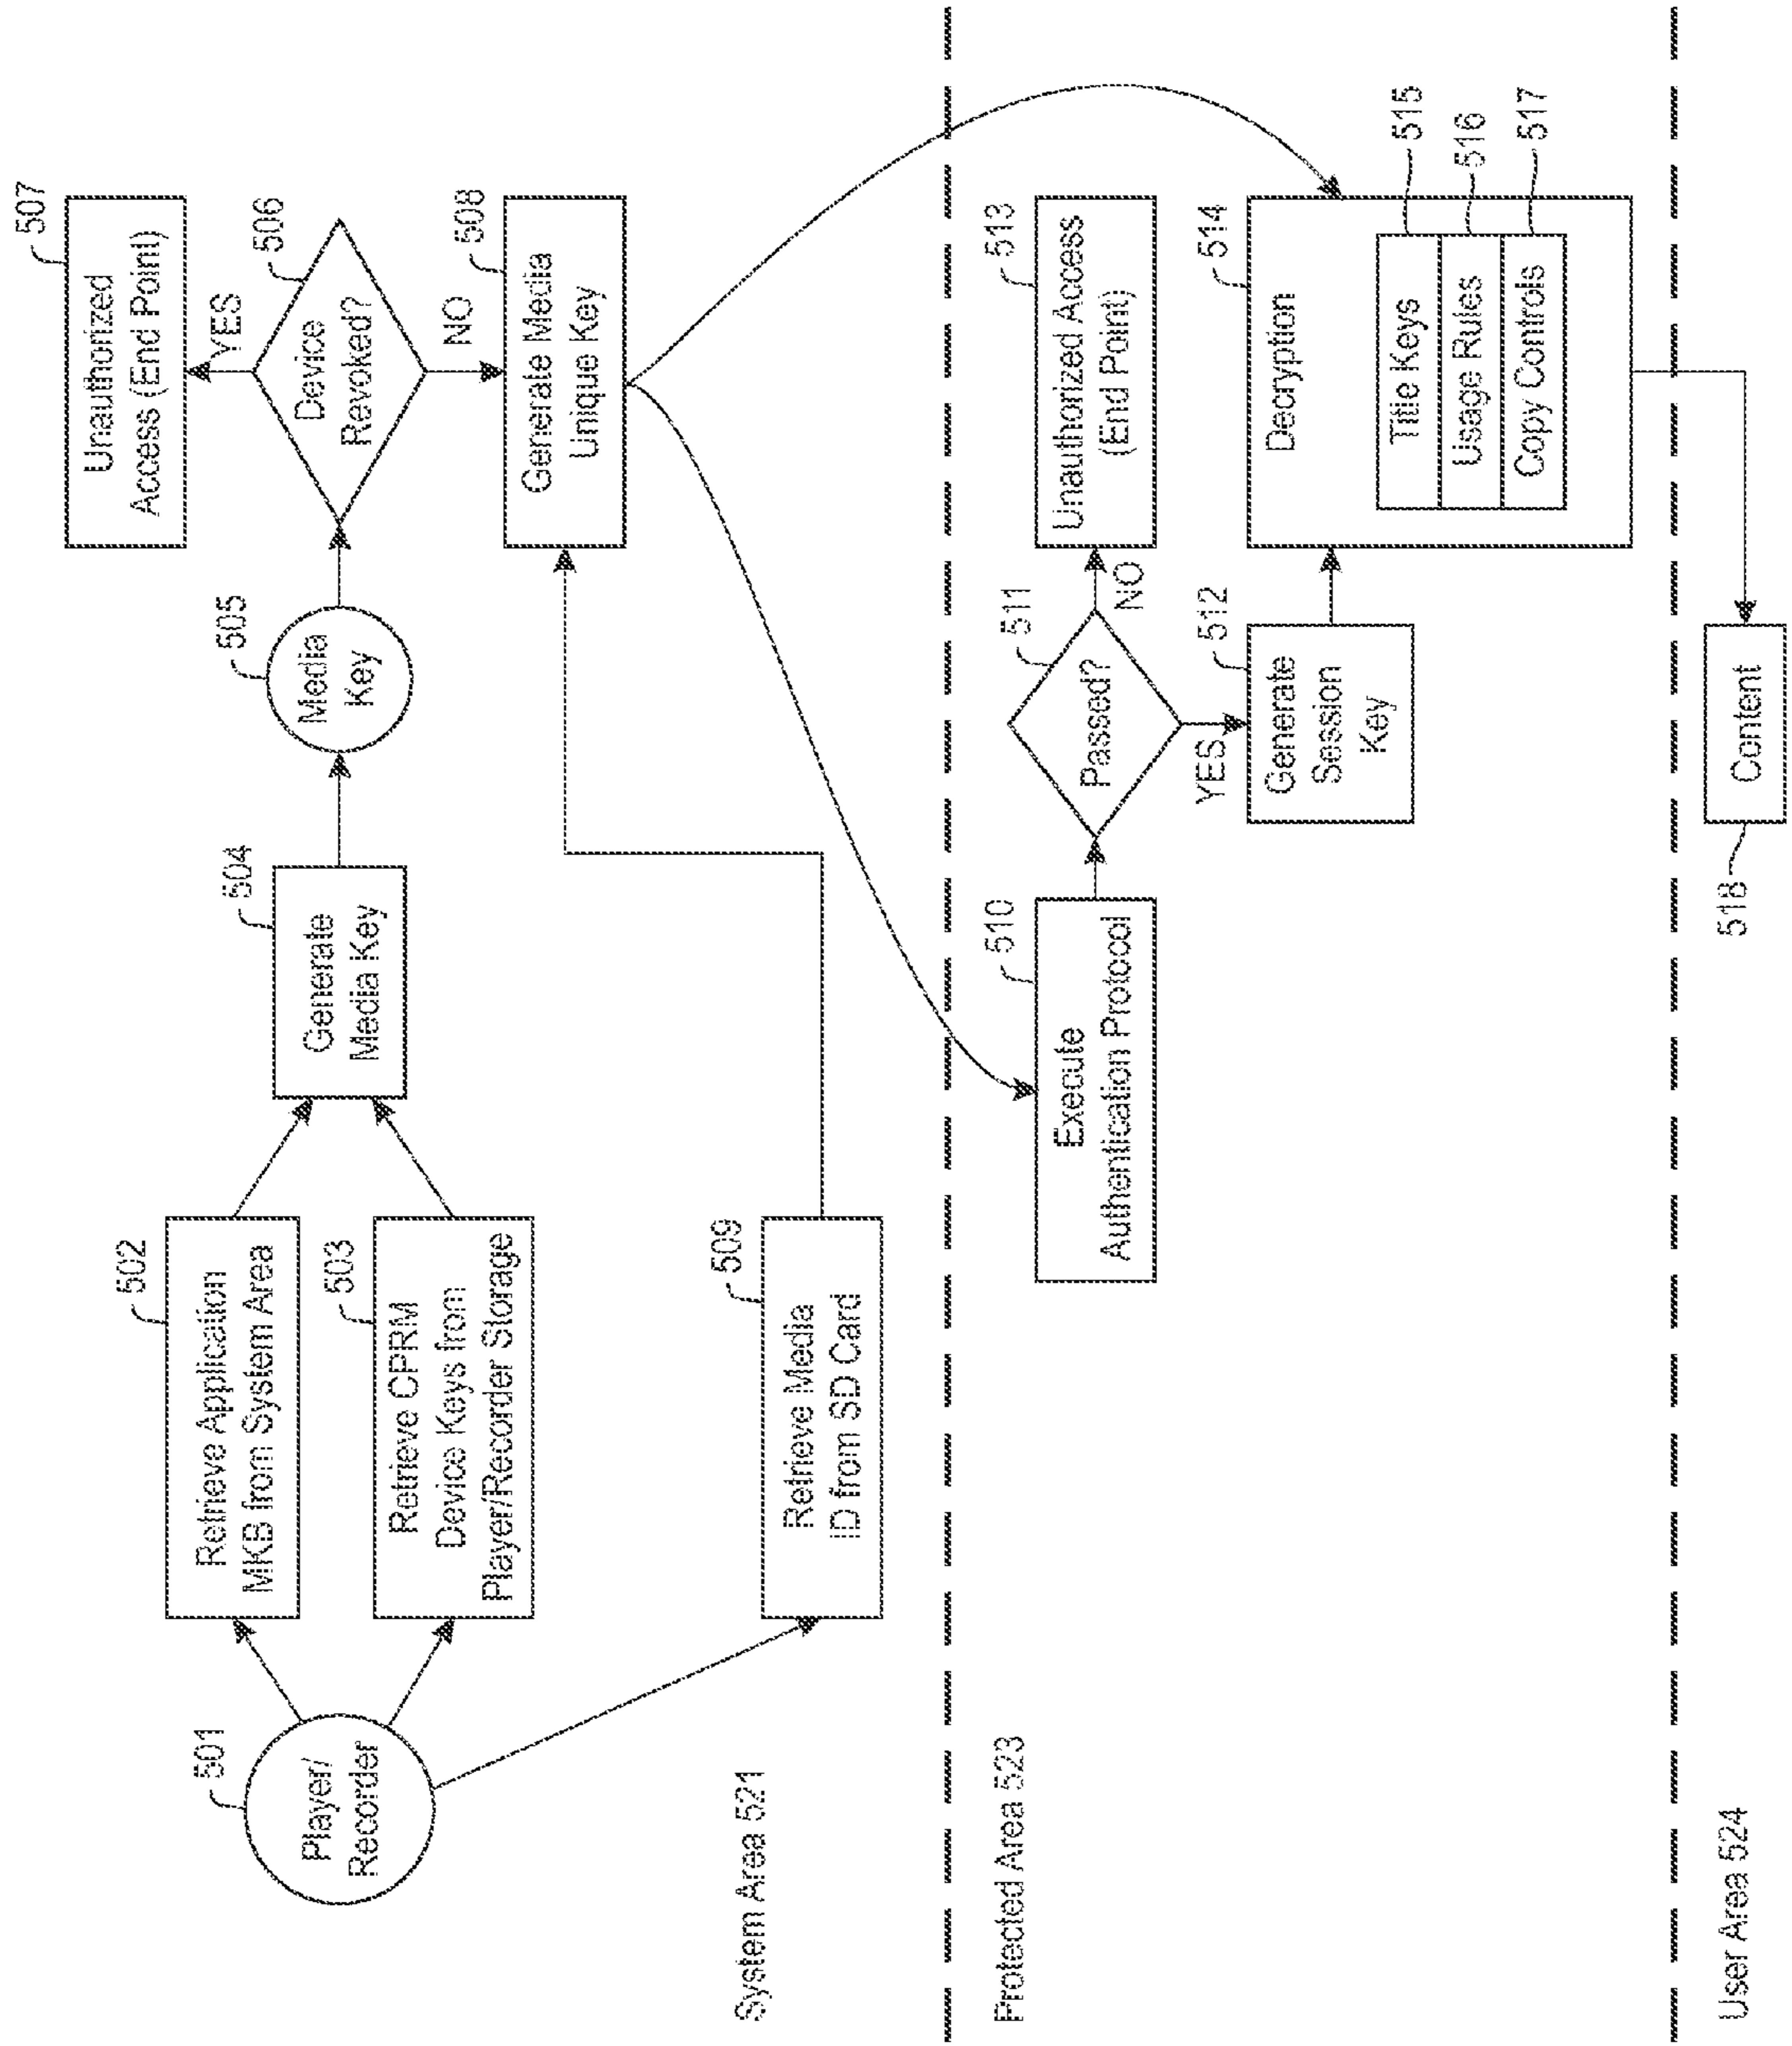 501
Player/
Recorder
502
Retrieve Application
MKB from System Area
503
Retrieve CPRM
Device Keys from
Player/Recorder Storage
504
Generate
Media Key
505
Media
Key
506
Device
Revoked?
YES
NO
507
Unauthorized
Access (End Point)
508
Generate Media
Unique Key
509
Retrieve Media
ID from SD Card
System Area 521
Protected Area 523
510
Execute
Authentication Protocol
511
Passed?
NO
YES
512
Generate
Session
Key
513
Unauthorized Access
(End Point)
514
Decryption
Title Keys
515
Usage Rules
516
Copy Controls
517
User Area 524
518
Content